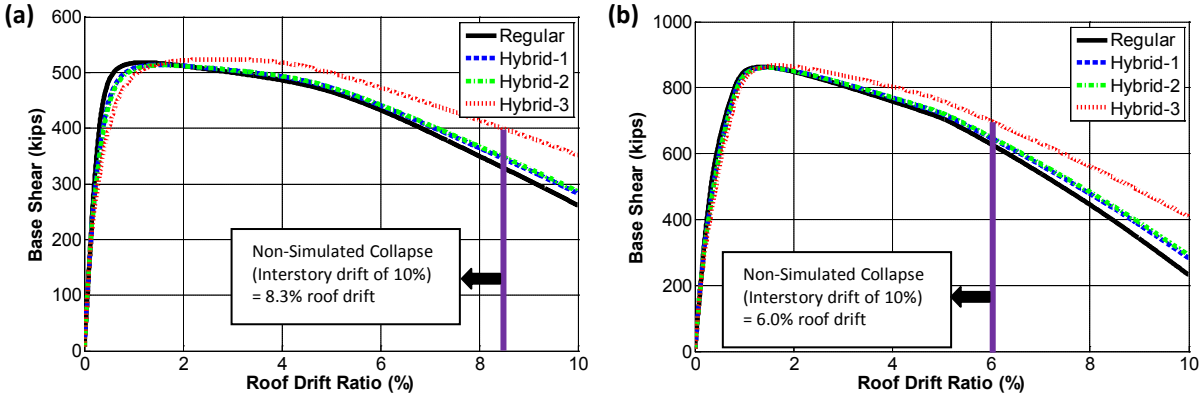 (a)
600
500
400
300
200
100
0
Base Shear (kips)
Regular
Hybrid-1
Hybrid-2
Hybrid-3
Non-Simulated Collapse
(Interstory drift of 10%)
= 8.3% roof drift
0 2 4 6 8 10
Roof Drift Ratio (%)
(b)
1000
800
600
400
200
0
Base Shear (kips)
Regular
Hybrid-1
Hybrid-2
Hybrid-3
Non-Simulated Collapse
(Interstory drift of 10%)
= 6.0% roof drift
0 2 4 6 8 10
Roof Drift Ratio (%)